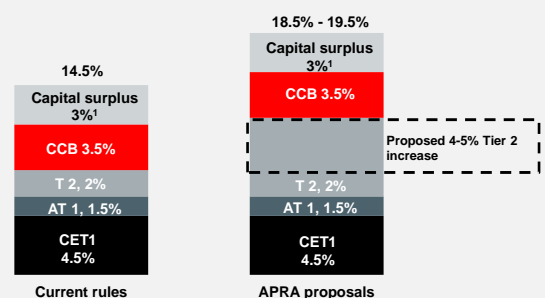 14.5%
Capital surplus
3%¹
CCB 3.5%
T 2, 2%
AT 1, 1.5%
CET1
4.5%
Current rules
18.5% - 19.5%
Capital surplus
3%¹
CCB 3.5%
Proposed 4-5% Tier 2
increase
T 2, 2%
AT 1, 1.5%
CET1
4.5%
APRA proposals